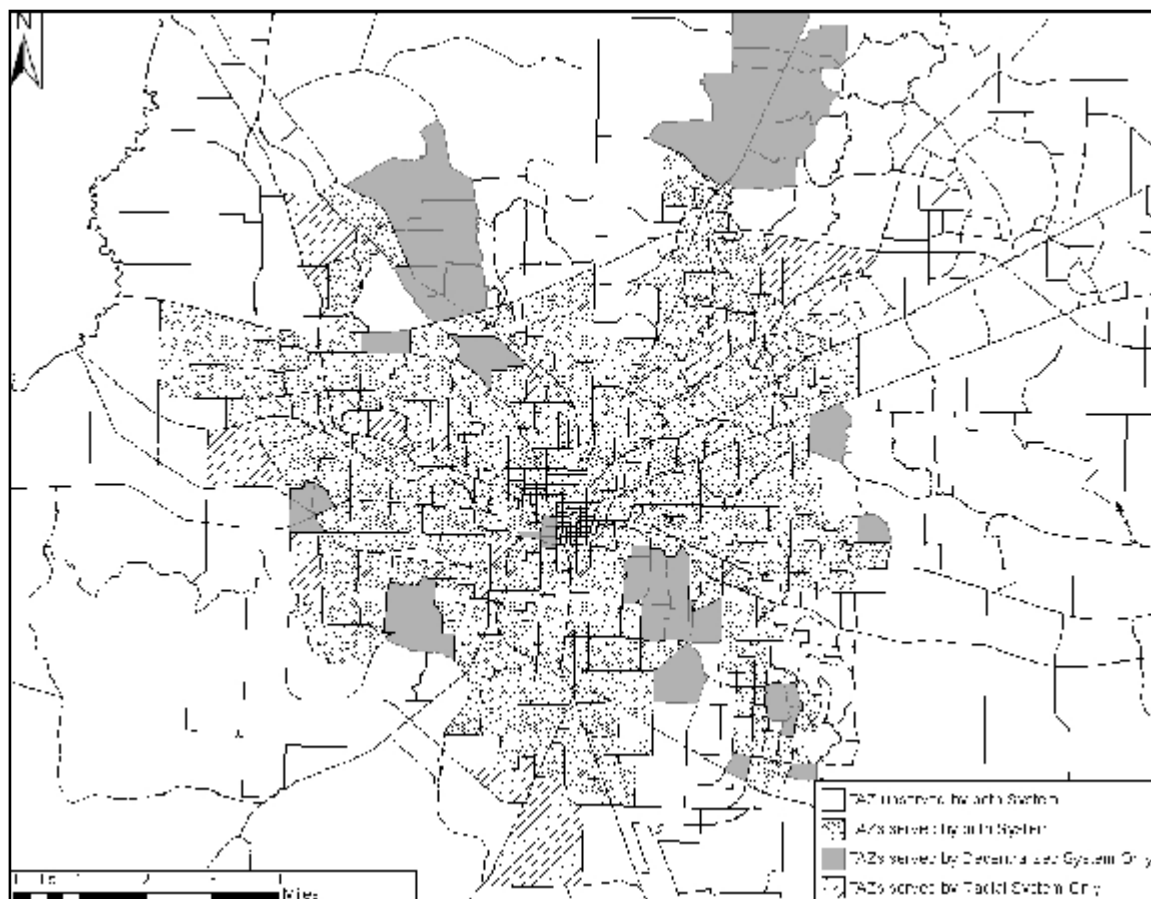 N
TAZ unserved by both System
TAZs served by both System
TAZs served by Decentralized System Only
TAZs served by Radial System Only
Miles